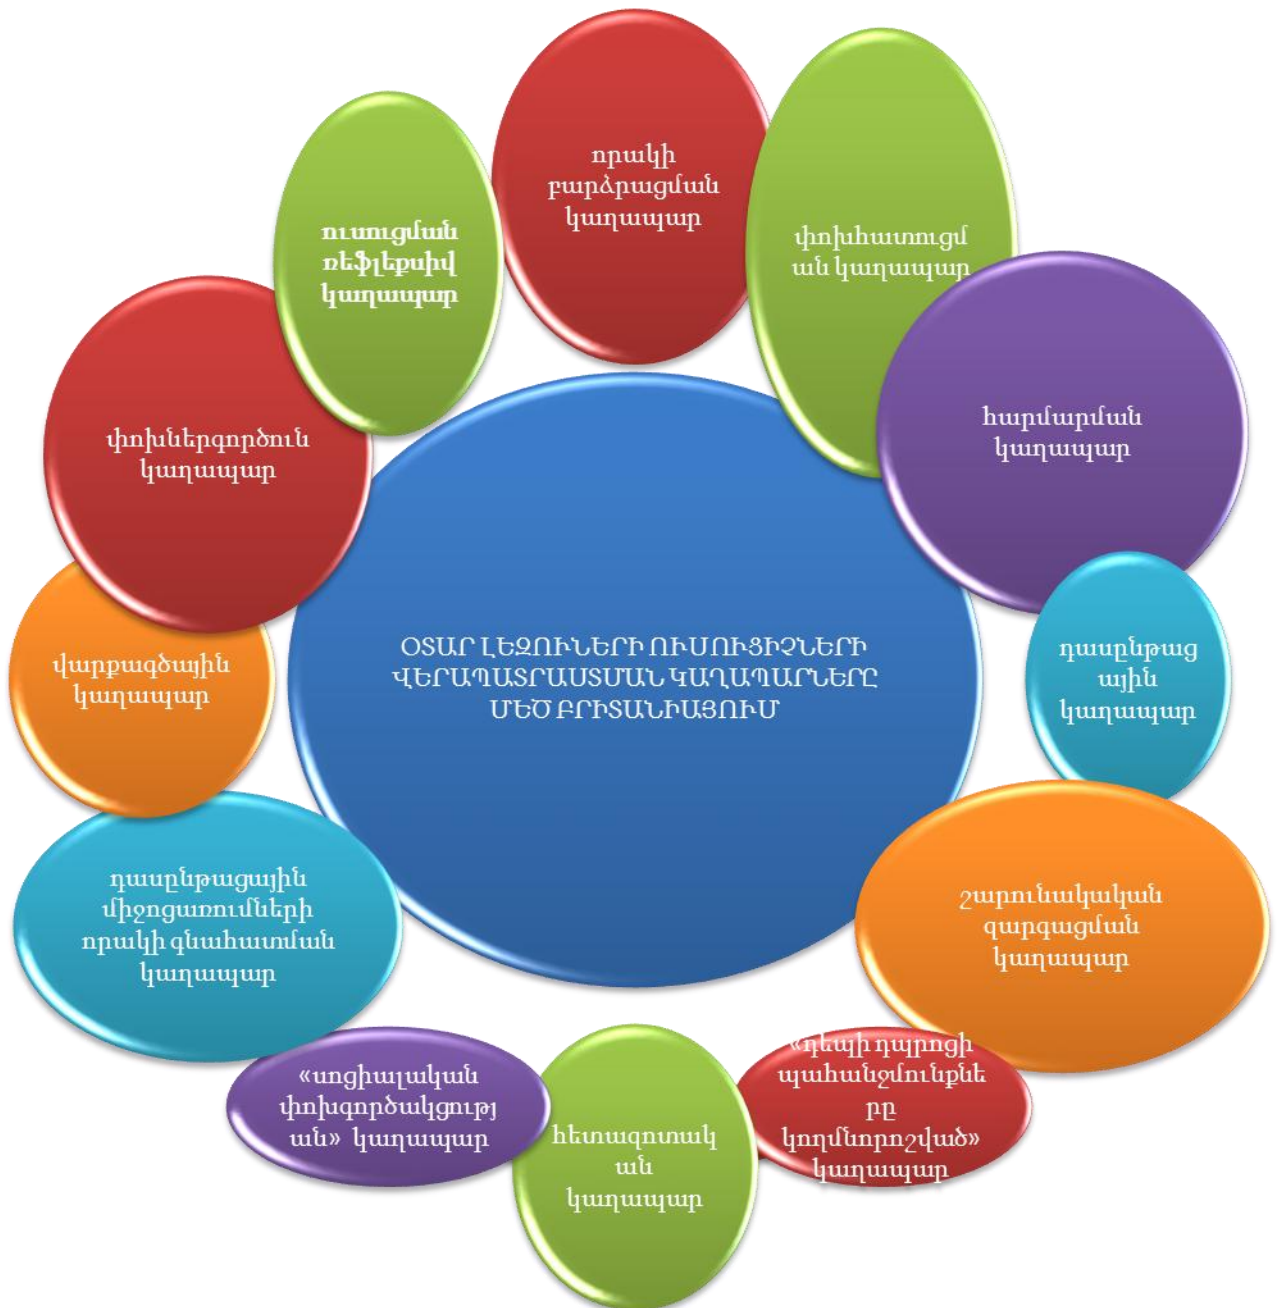 որակի
բարձրացման
կաղապար
փոխհատուցմ
ան կաղապար
հարմարման
կաղապար
դասընթաց
ային
կաղապար
շարունակական
զարգացման
կաղապար
«դեպի դպրոցի
պահանջմունքնե
րը
կողմնորոշված»
կաղապար
հետազոտակ
ան
կաղապար
«սոցիալական
փոխգործակցությ
ան» կաղապար
դասընթացային
միջոցառումների
որակի գնահատման
կաղապար
վարքագծային
կաղապար
փոխներգործուն
կաղապար
ուսուցման
ռեֆլեքսիվ
կաղապար
ՕՏԱՐ ԼԵԶՈՒՆԵՐԻ ՈՒՍՈՒՑԻՉՆԵՐԻ
ՎԵՐԱՊԱՏՐԱՍՏՄԱՆ ԿԱՂԱՊԱՐՆԵՐԸ
ՄԵԾ ԲՐԻՏԱՆԻԱՅՈՒՄ